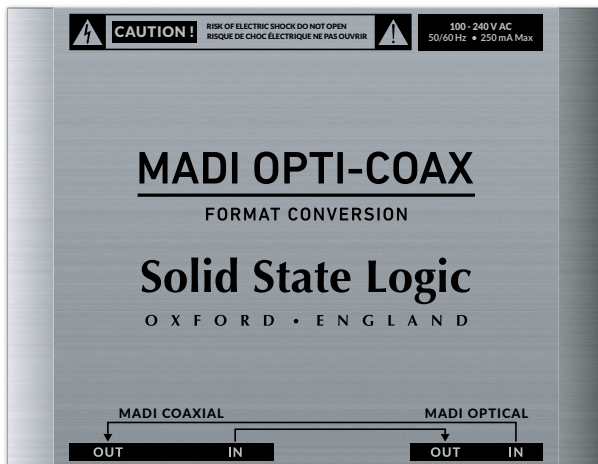 CAUTION !
RISK OF ELECTRIC SHOCK DO NOT OPEN
RISQUE DE CHOC ÉLECTRIQUE NE PAS OUVRIR
100 - 240 V AC
50/60 Hz • 250 mA Max
MADI OPTI-COAX
FORMAT CONVERSION
Solid State Logic
OXFORD • ENGLAND
MADI COAXIAL MADI OPTICAL
OUT IN OUT IN